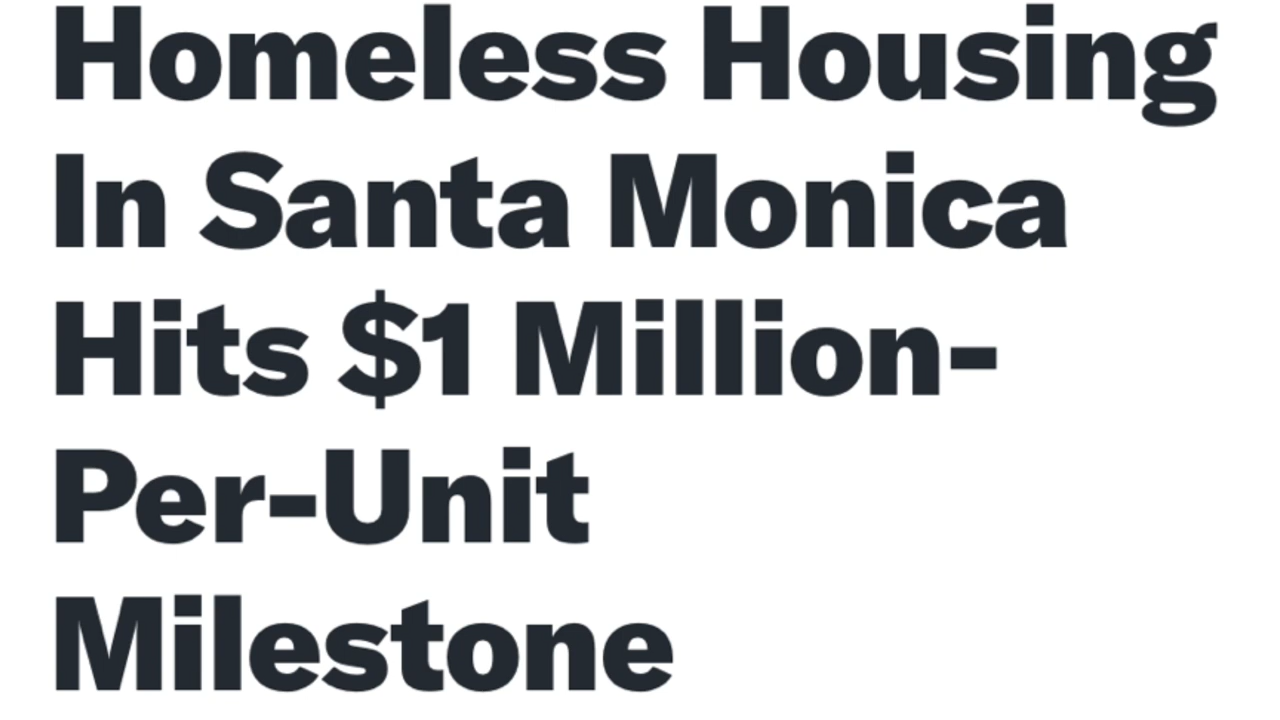 Homeless Housing
In Santa Monica
Hits $1 Million-
Per-Unit
Milestone